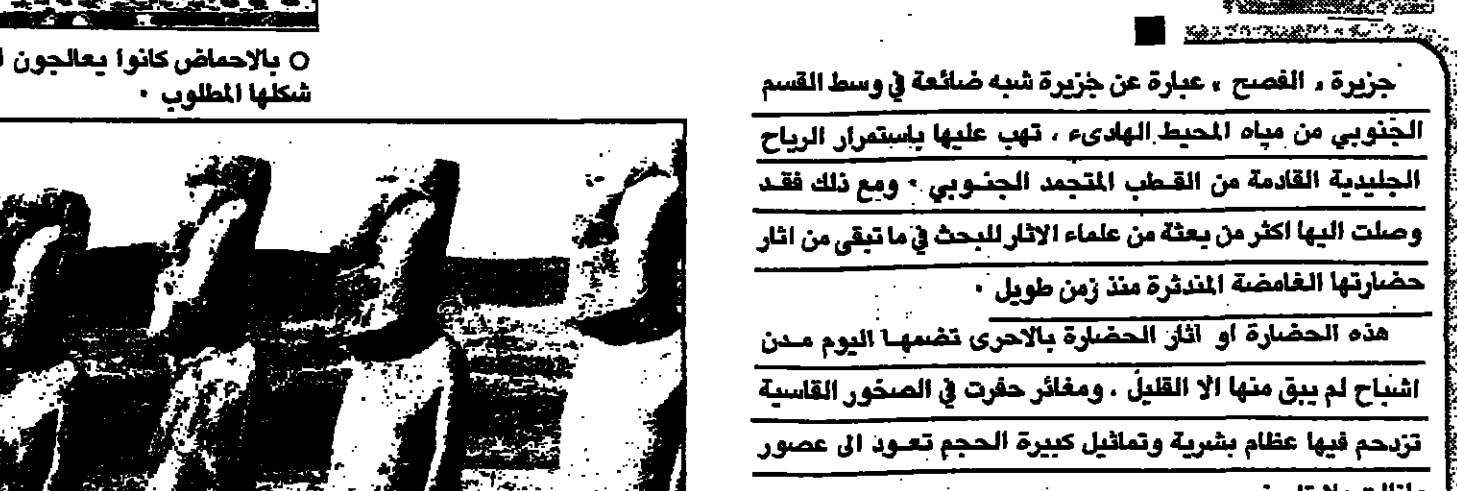 جزيرة « الفصح » عبارة عن جزيرة شبه ضائعة في وسط القسم
الجنوبي من مياه المحيط الهادىء ، تهب عليها باستمرار الرياح
الجليدية القادمة من القطب المتجمد الجنوبي . ومع ذلك فقد
وصلت اليها اكثر من بعثة من علماء الاثار للبحث في ما تبقى من اثار
حضارتها الغامضة المندثرة منذ زمن طويل .
هذه الحضارة او اثار الحضارة بالاحرى تضمها اليوم مدن
اشباح لم يبق منها الا القليل ، ومغائر حفرت في الصخور القاسية
تزدحم فيها عظام بشرية وتماثيل كبيرة الحجم تعود الى عصور
○ بالاحماض كانوا يعالجون
شكلها المطلوب .